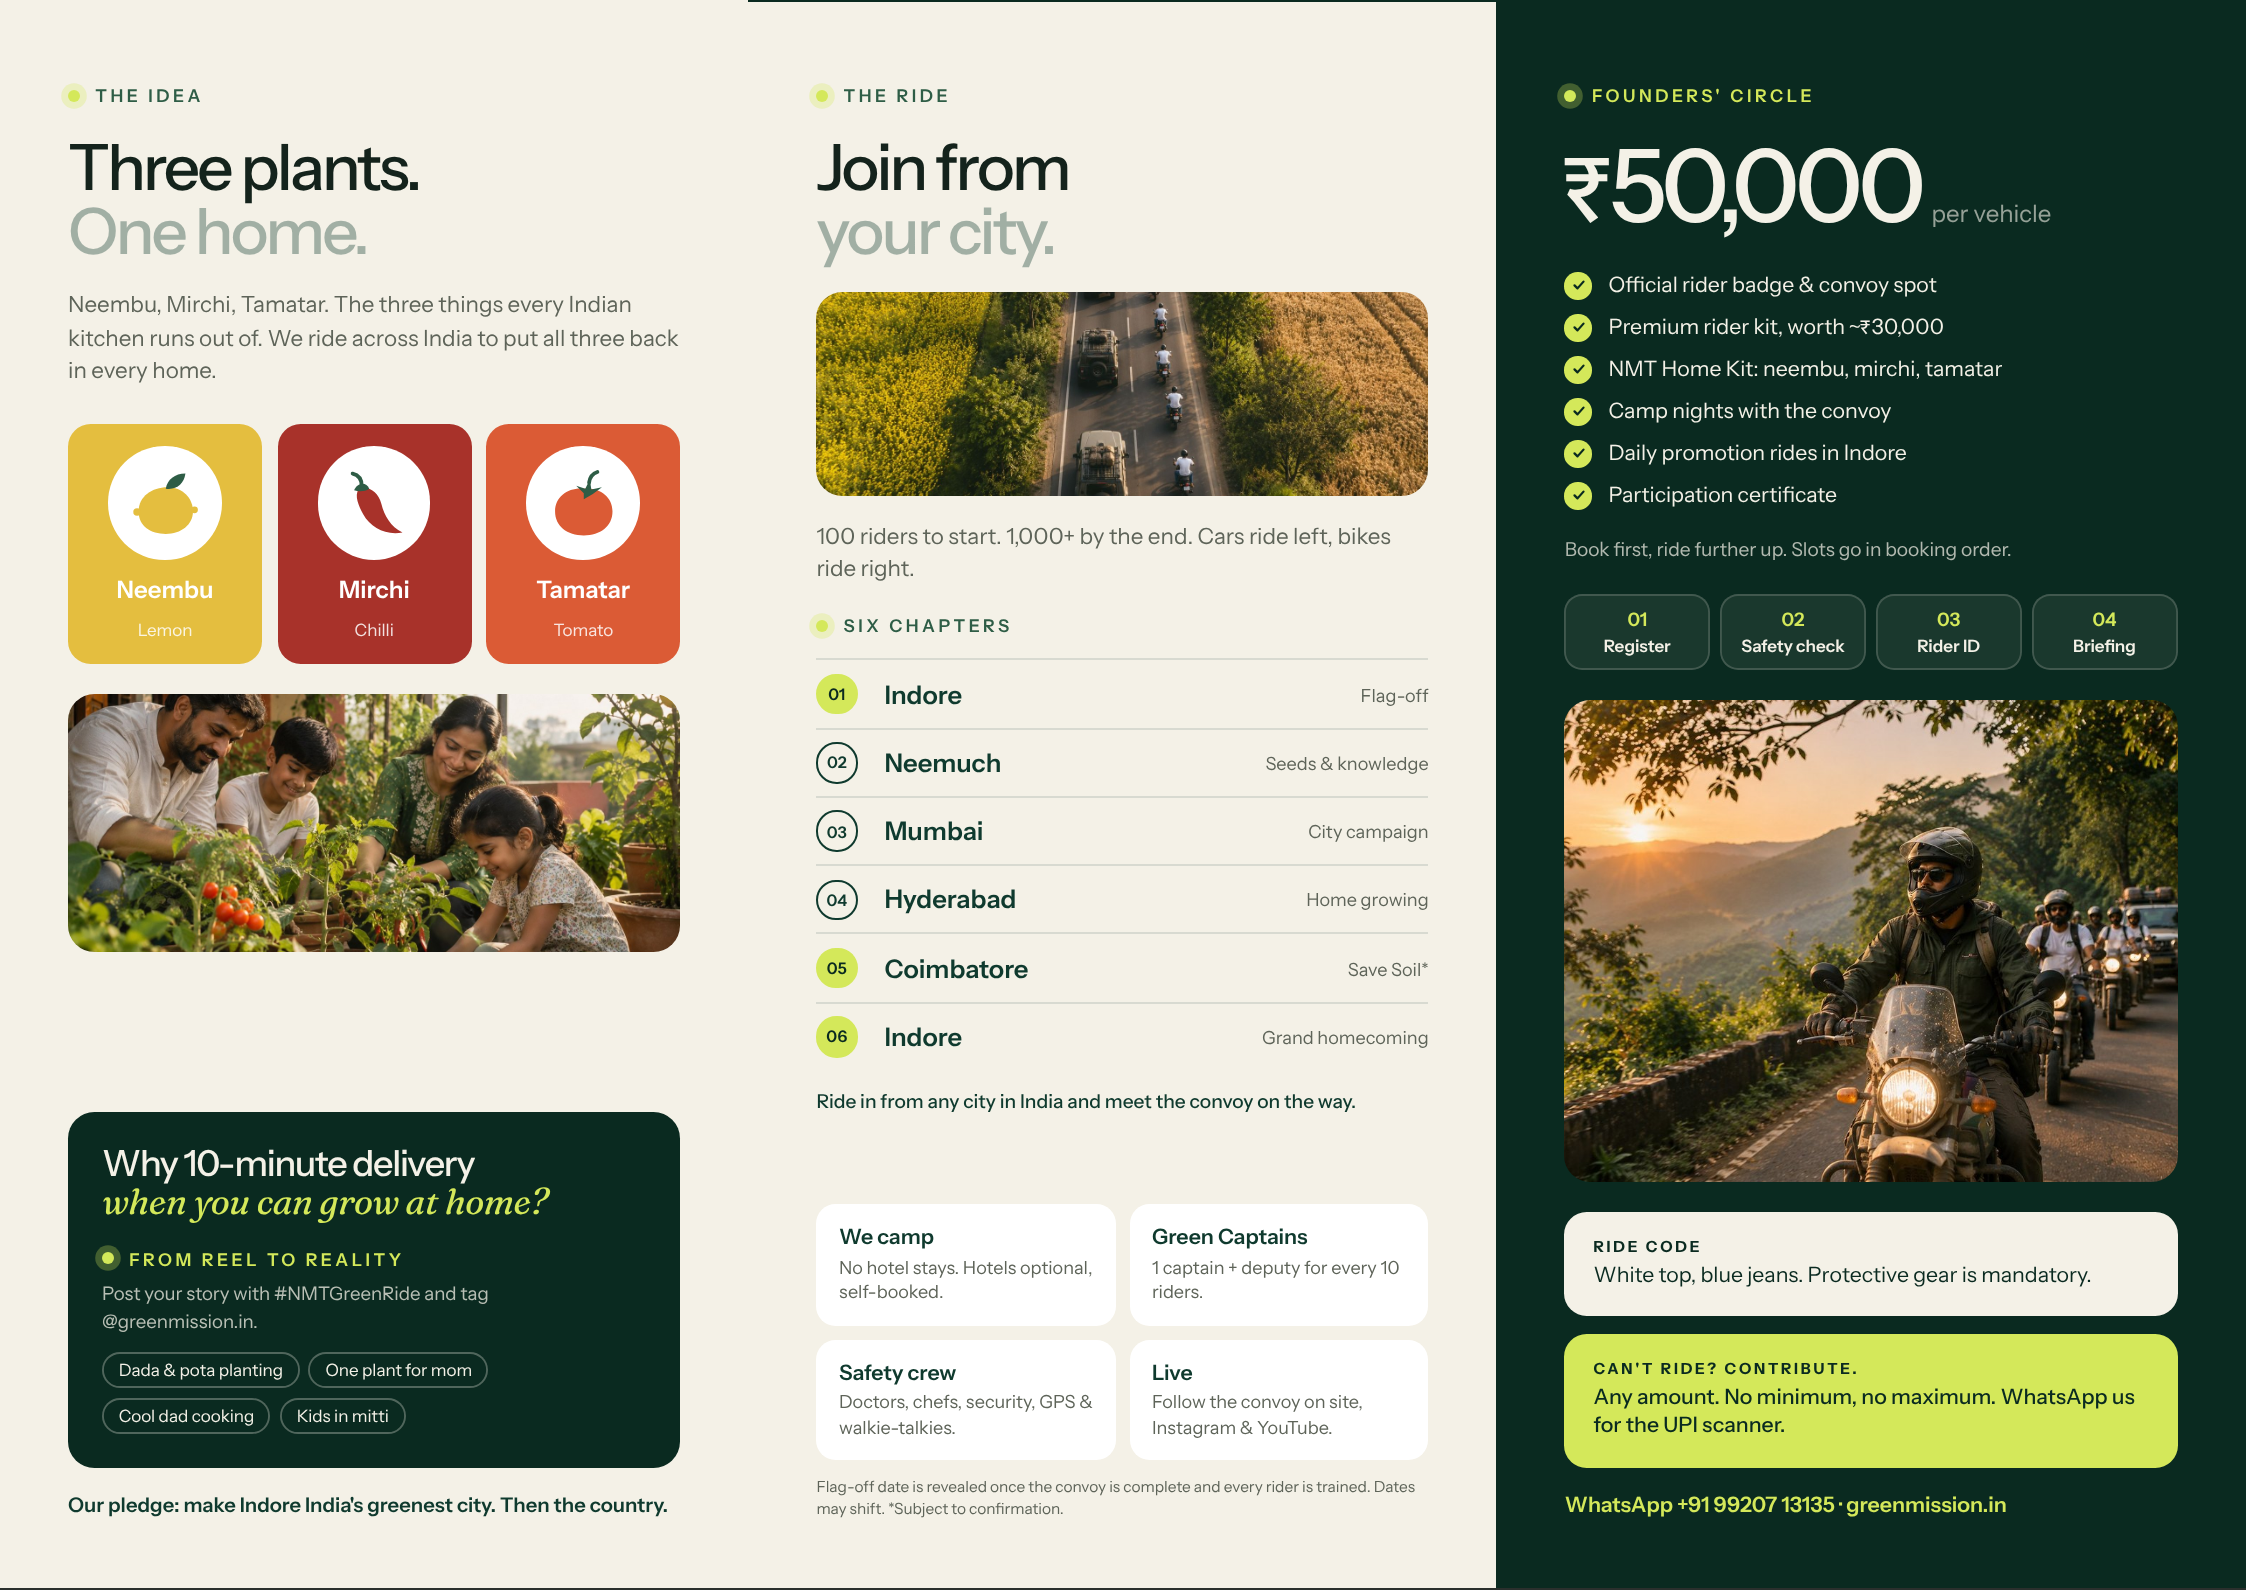 THE IDEA
Three plants.
One home.
Neembu, Mirchi, Tamatar. The three things every Indian
kitchen runs out of. We ride across India to put all three back
in every home.
Neembu
Lemon
Mirchi
Chilli
Tamatar
Tomato
Why 10-minute delivery
when you can grow at home?
FROM REEL TO REALITY
Post your story with #NMTGreenRide and tag
@greenmission.in.
Dada & pota planting
One plant for mom
Cool dad cooking
Kids in mitti
Our pledge: make Indore India's greenest city. Then the country.
THE RIDE
Join from
your city.
100 riders to start. 1,000+ by the end. Cars ride left, bikes
ride right.
SIX CHAPTERS
01 Indore Flag-off
02 Neemuch Seeds & knowledge
03 Mumbai City campaign
04 Hyderabad Home growing
05 Coimbatore Save Soil*
06 Indore Grand homecoming
Ride in from any city in India and meet the convoy on the way.
We camp
No hotel stays. Hotels optional,
self-booked.
Green Captains
1 captain + deputy for every 10
riders.
Safety crew
Doctors, chefs, security, GPS &
walkie-talkies.
Live
Follow the convoy on site,
Instagram & YouTube.
Flag-off date is revealed once the convoy is complete and every rider is trained. Dates
may shift. *Subject to confirmation.
FOUNDERS' CIRCLE
₹50,000 per vehicle
Official rider badge & convoy spot
Premium rider kit, worth ~₹30,000
NMT Home Kit: neembu, mirchi, tamatar
Camp nights with the convoy
Daily promotion rides in Indore
Participation certificate
Book first, ride further up. Slots go in booking order.
01
Register
02
Safety check
03
Rider ID
04
Briefing
RIDE CODE
White top, blue jeans. Protective gear is mandatory.
CAN'T RIDE? CONTRIBUTE.
Any amount. No minimum, no maximum. WhatsApp us
for the UPI scanner.
WhatsApp +91 99207 13135 · greenmission.in